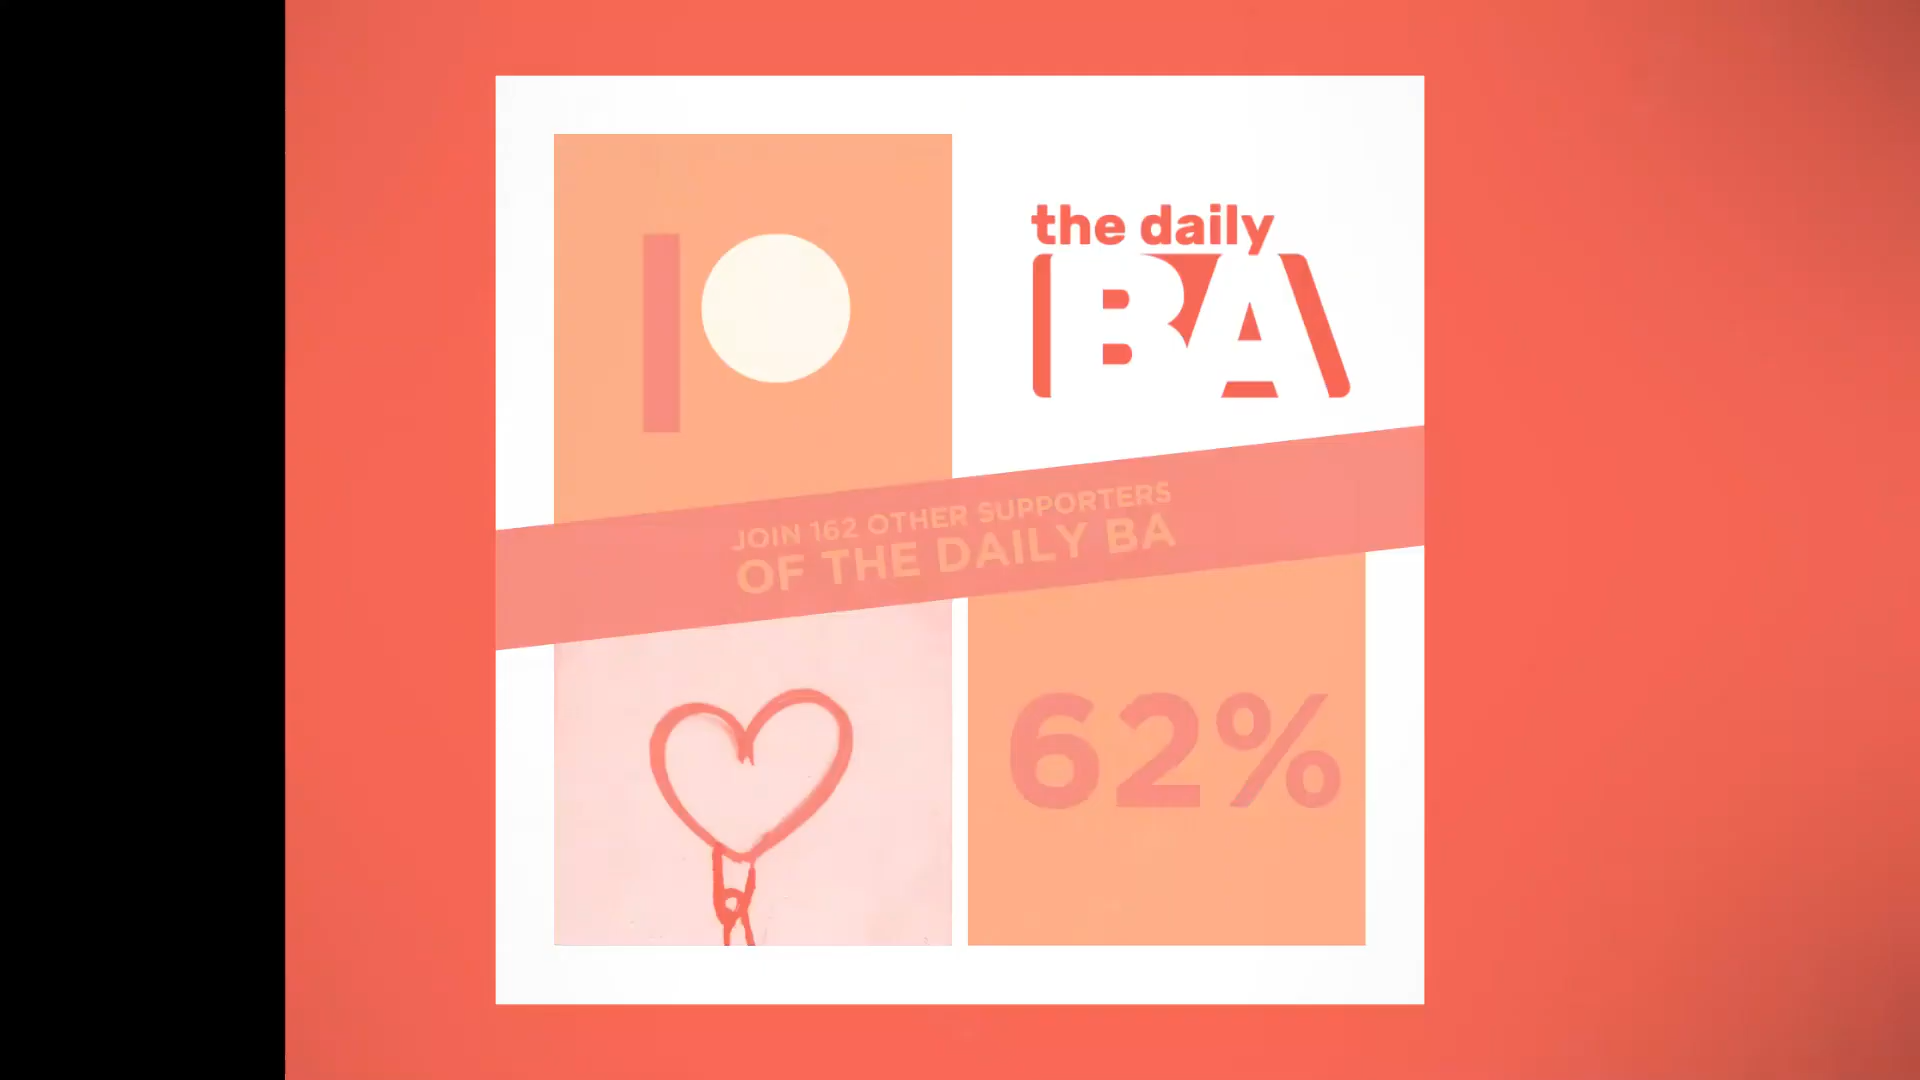 the daily
BA
JOIN 162 OTHER SUPPORTERS
OF THE DAILY BA
62%